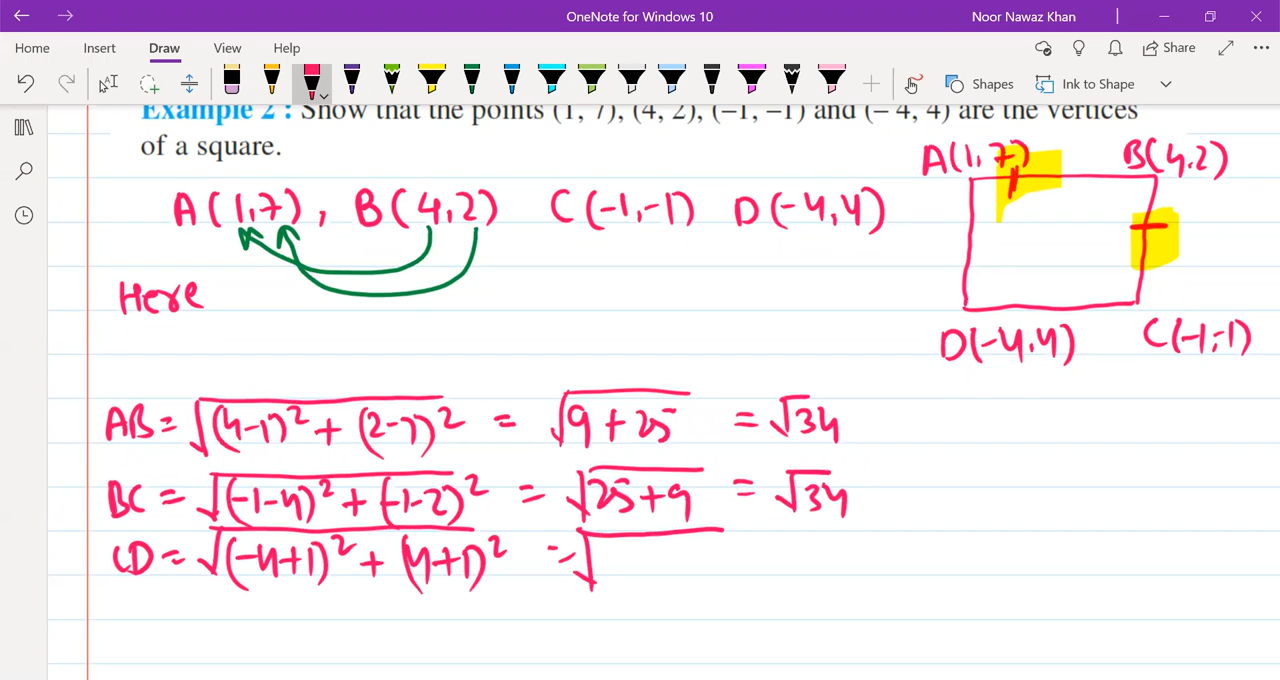 OneNote for Windows 10
Noor Nawaz Khan
Home Insert Draw View Help
Share
Shapes
Ink to Shape
Example 2 : Show that the points (1, 7), (4, 2), (–1, –1) and (– 4, 4) are the vertices
of a square.
A(1,7) B(4,2)
A(1,7), B(4,2) C(-1,-1) D(-4,4)
Here
D(-4,4) C(-1,-1)
AB = √(4-1)² + (2-7)² = √9+25 = √34
BC = √(-1-4)² + (-1-2)² = √25+9 = √34
CD = √(-4+1)² + (4+1)² = √